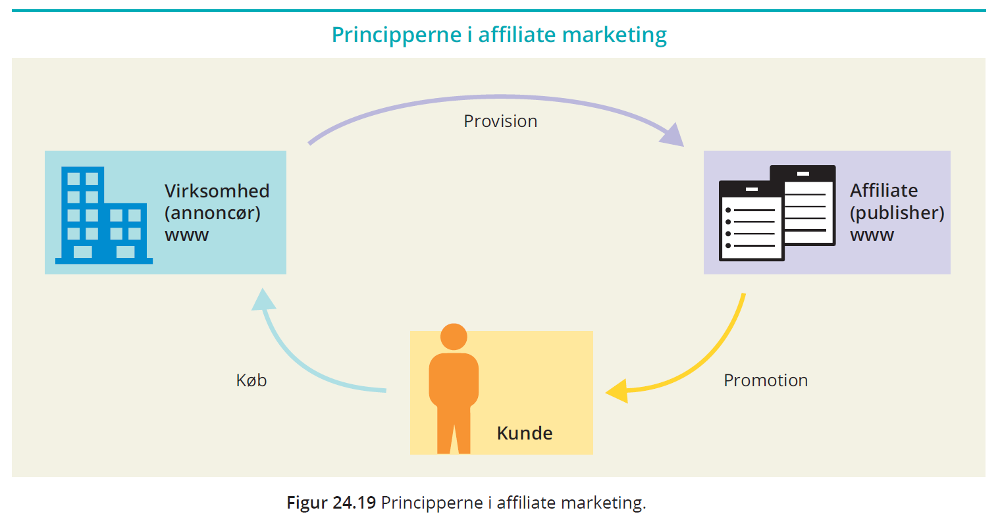 Principperne i affiliate marketing
Provision
Virksomhed
(annoncør)
www
Affiliate
(publisher)
www
Køb
Promotion
Kunde
Figur 24.19 Principperne i affiliate marketing.